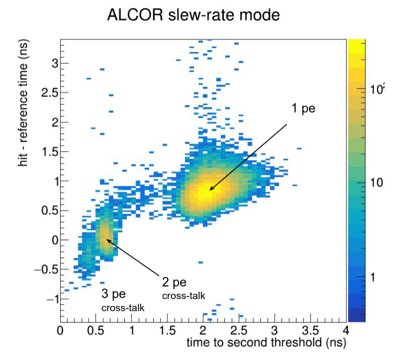 ALCOR slew-rate mode
hit - reference time (ns)
3
2.5
2
1.5
1
0.5
0
−0.5
−1
1 pe
2 pe
cross-talk
3 pe
cross-talk
0 0.5 1 1.5 2 2.5 3 3.5 4
time to second threshold (ns)
10²
10
1